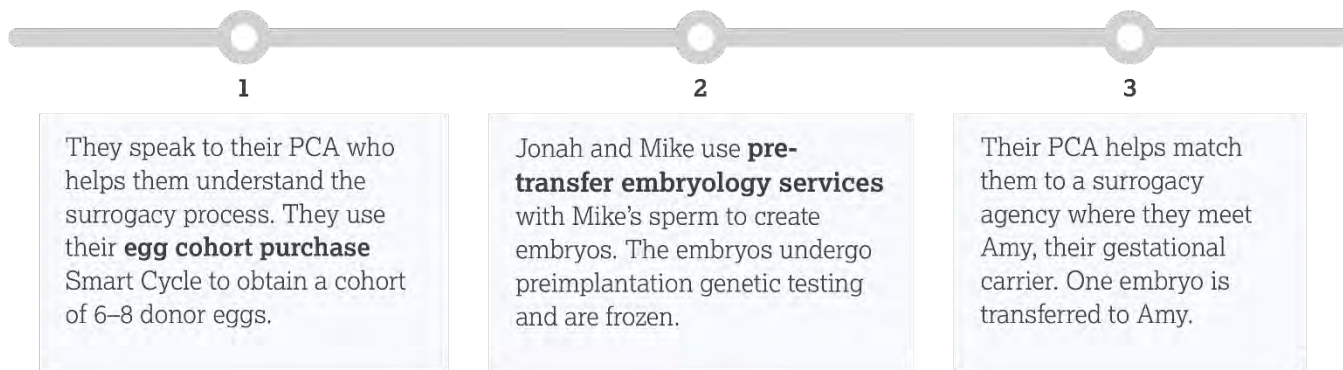 1
They speak to their PCA who
helps them understand the
surrogacy process. They use
their egg cohort purchase
Smart Cycle to obtain a cohort
of 6–8 donor eggs.
2
Jonah and Mike use pre-
transfer embryology services
with Mike's sperm to create
embryos. The embryos undergo
preimplantation genetic testing
and are frozen.
3
Their PCA helps match
them to a surrogacy
agency where they meet
Amy, their gestational
carrier. One embryo is
transferred to Amy.